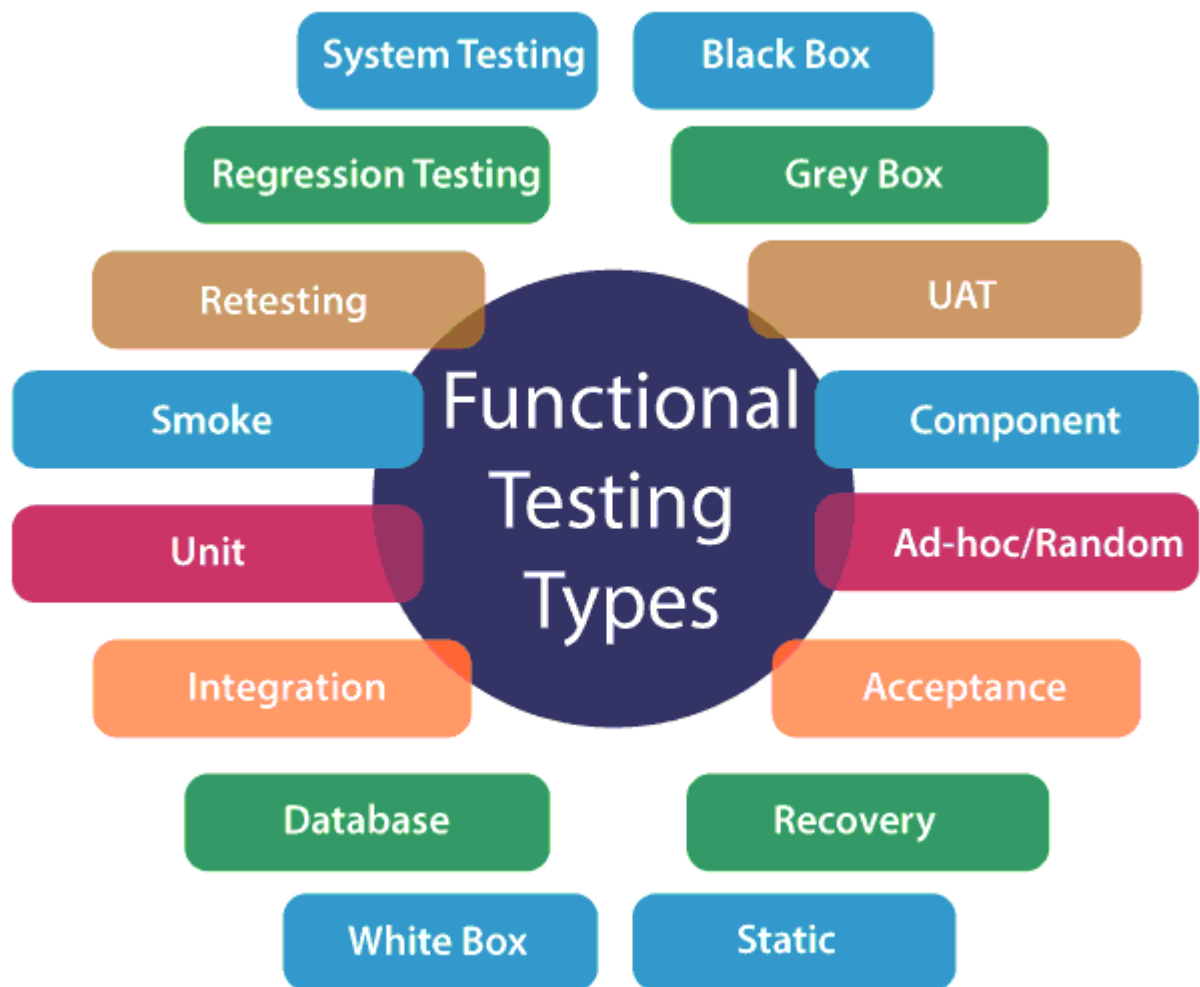 System Testing
Black Box
Regression Testing
Grey Box
Retesting
UAT
Functional
Testing
Types
Smoke
Component
Unit
Ad-hoc/Random
Integration
Acceptance
Database
Recovery
White Box
Static